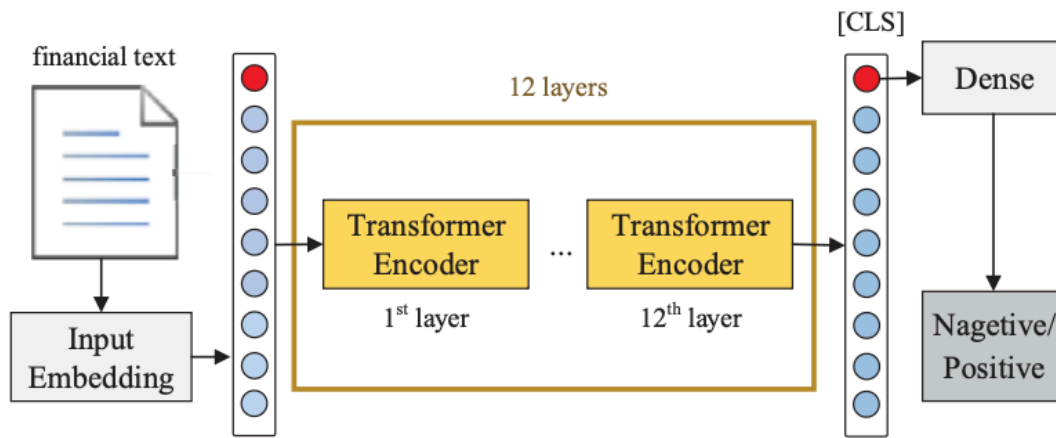 financial text
Input
Embedding
12 layers
Transformer
Encoder
1st layer
...
Transformer
Encoder
12th layer
[CLS]
Dense
Nagetive/
Positive